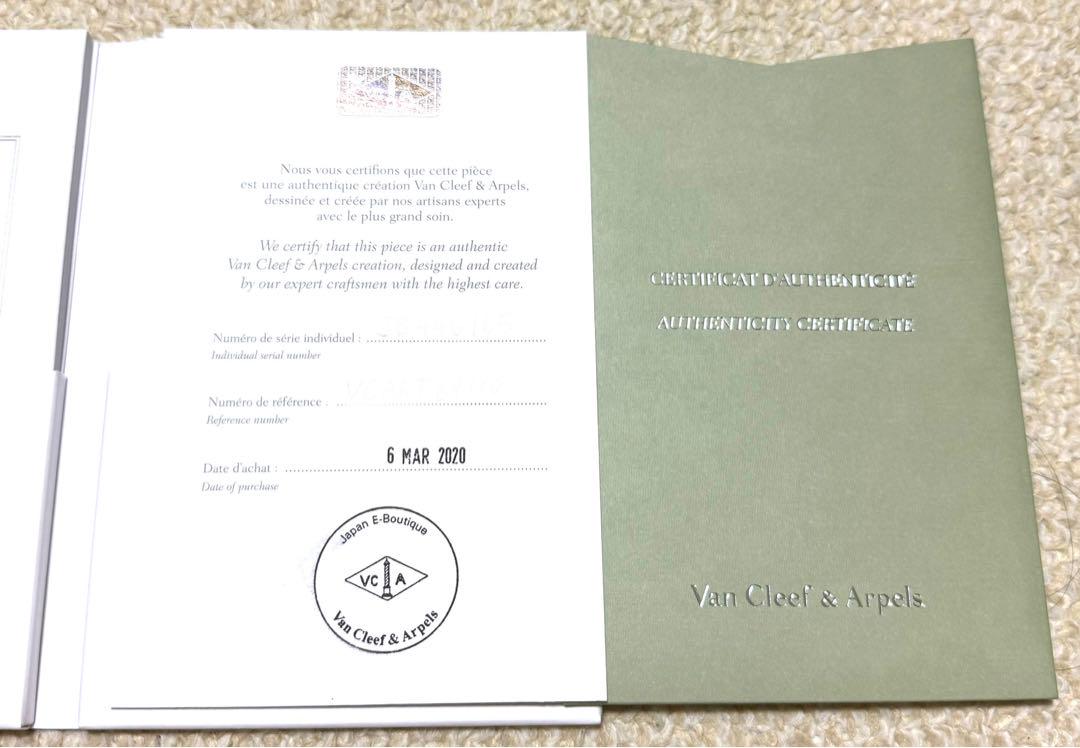 Nous vous certifions que cette pièce
est une authentique création Van Cleef & Arpels,
dessinée et créée par nos artisans experts
avec le plus grand soin.
We certify that this piece is an authentic
Van Cleef & Arpels creation, designed and created
by our expert craftsmen with the highest care.
Numéro de série individuel :
Individual serial number
Numéro de référence :
Reference number
Date d'achat : 6 MAR 2020
Date of purchase
Japan E-Boutique
VC A
Van Cleef & Arpels
CERTIFICAT D'AUTHENTICITÉ
AUTHENTICITY CERTIFICATE
Van Cleef & Arpels